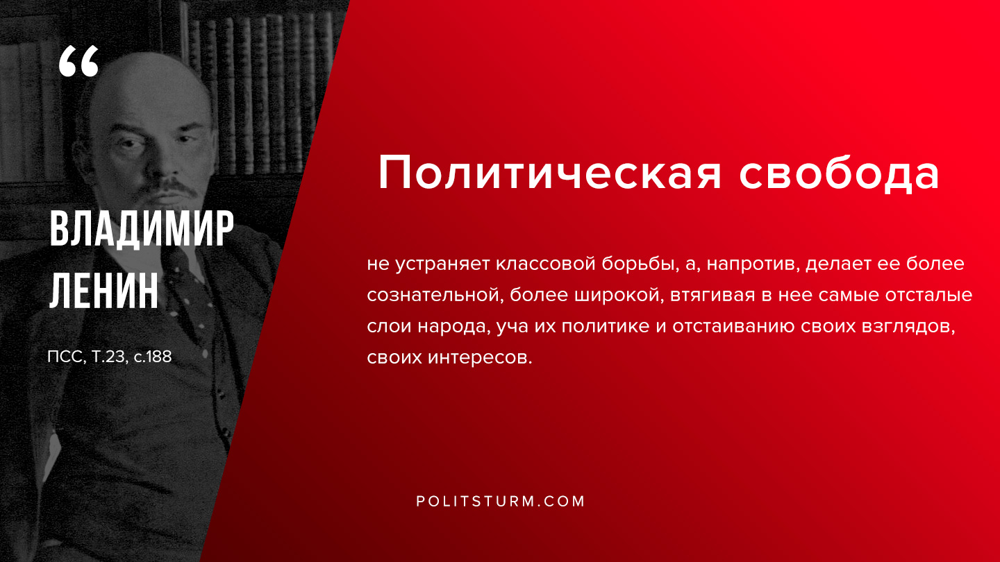 “
ВЛАДИМИР
ЛЕНИН
ПСС, Т.23, с.188
Политическая свобода
не устраняет классовой борьбы, а, напротив, делает ее более
сознательной, более широкой, втягивая в нее самые отсталые
слои народа, уча их политике и отстаиванию своих взглядов,
своих интересов.
POLITSTURM.COM